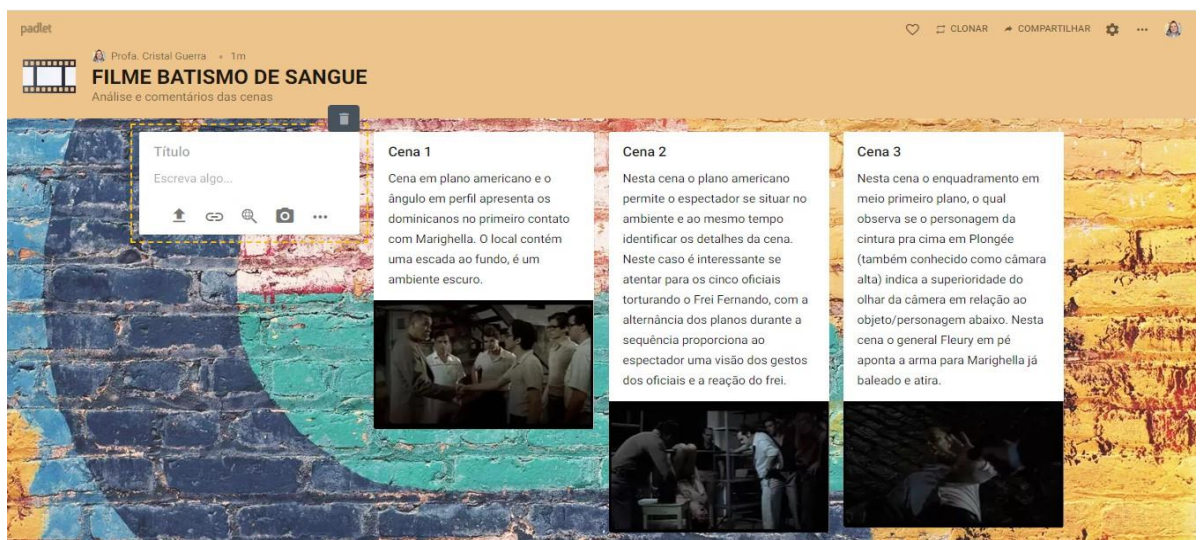 padlet
CLONAR
COMPARTILHAR
Profa. Cristal Guerra • 1m
FILME BATISMO DE SANGUE
Análise e comentários das cenas
Título
Escreva algo...
Cena 1
Cena em plano americano e o
ângulo em perfil apresenta os
dominicanos no primeiro contato
com Marighella. O local contém
uma escada ao fundo, é um
ambiente escuro.
Cena 2
Nesta cena o plano americano
permite o espectador se situar no
ambiente e ao mesmo tempo
identificar os detalhes da cena.
Neste caso é interessante se
atentar para os cinco oficiais
torturando o Frei Fernando, com a
alternância dos planos durante a
sequência proporciona ao
espectador uma visão dos gestos
dos oficiais e a reação do frei.
Cena 3
Nesta cena o enquadramento em
meio primeiro plano, o qual
observa se o personagem da
cintura pra cima em Plongée
(também conhecido como câmara
alta) indica a superioridade do
olhar da câmera em relação ao
objeto/personagem abaixo. Nesta
cena o general Fleury em pé
aponta a arma para Marighella já
baleado e atira.